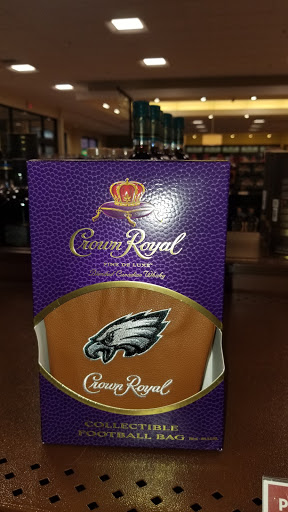 Crown Royal
FINE DE LUXE
Blended Canadian Whisky
Crown Royal
COLLECTIBLE
FOOTBALL BAG
P